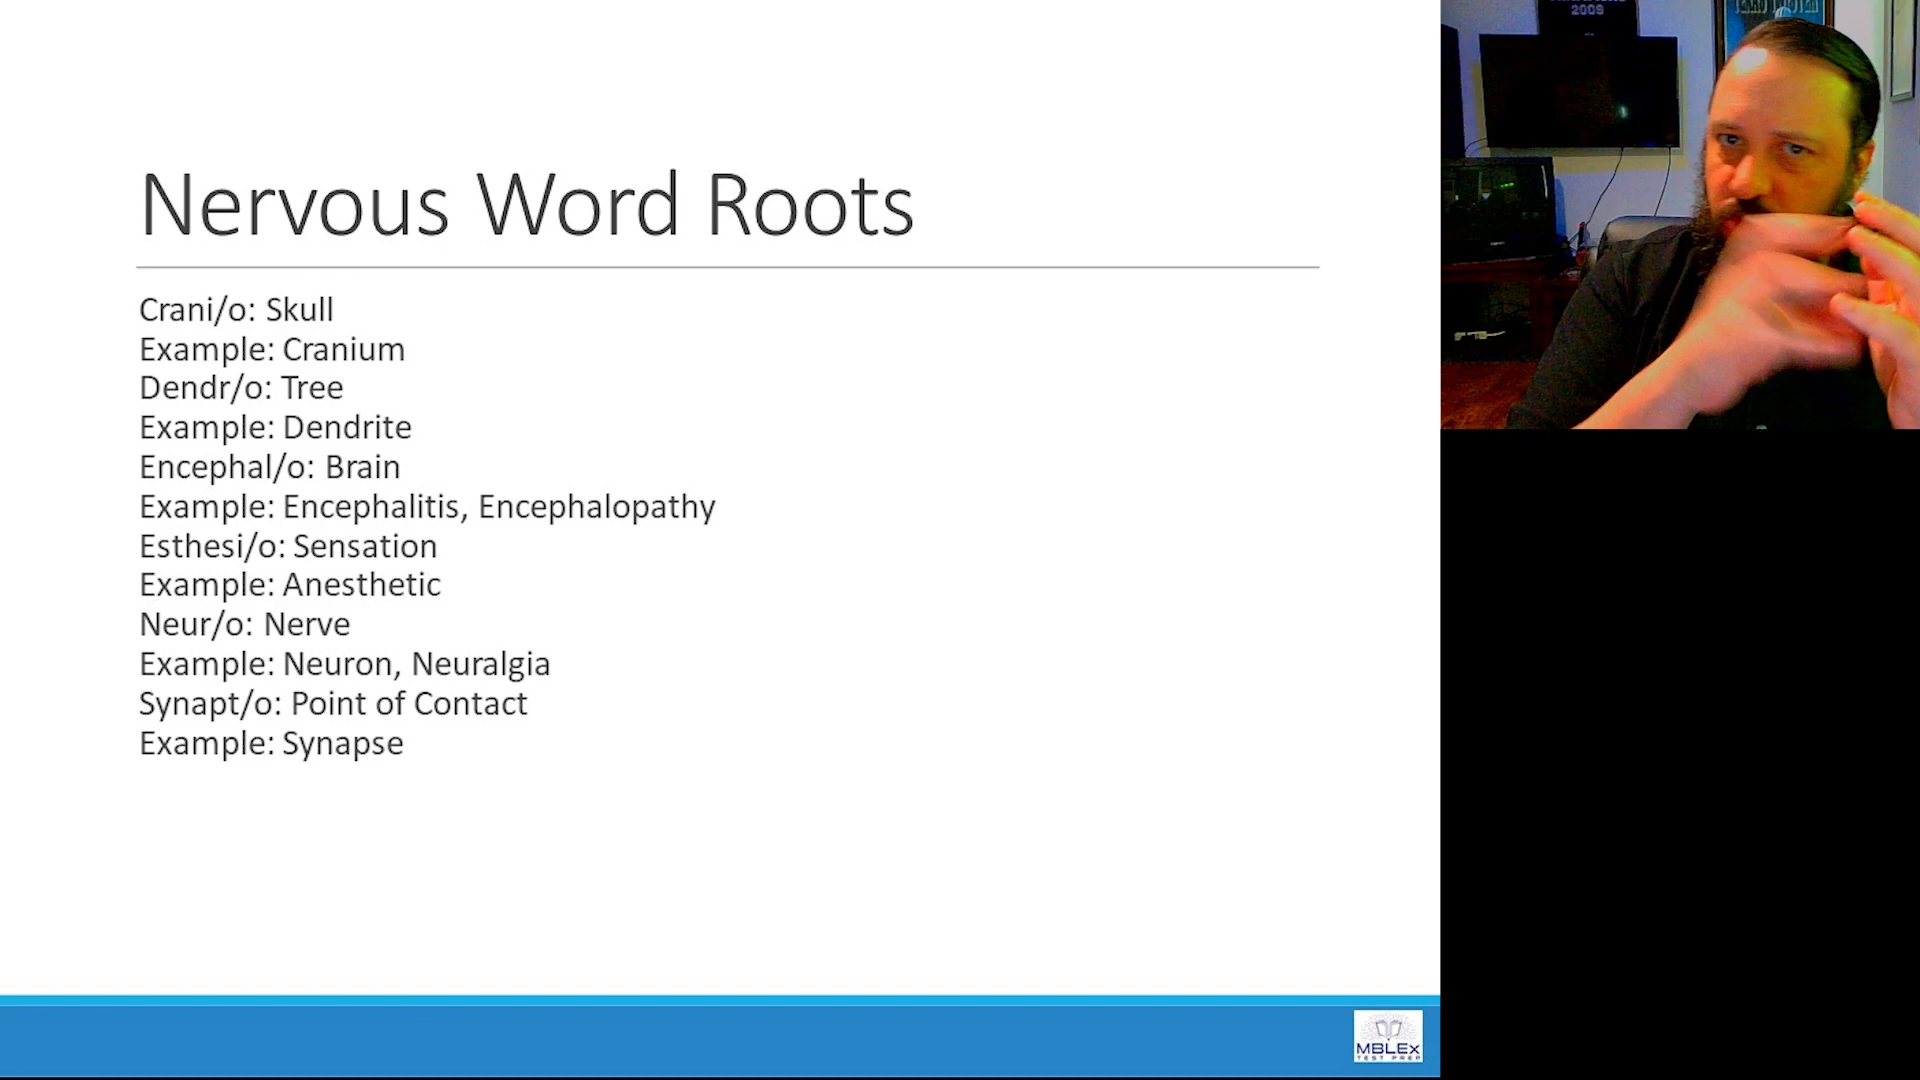 Nervous Word Roots
Crani/o: Skull
Example: Cranium
Dendr/o: Tree
Example: Dendrite
Encephal/o: Brain
Example: Encephalitis, Encephalopathy
Esthesi/o: Sensation
Example: Anesthetic
Neur/o: Nerve
Example: Neuron, Neuralgia
Synapt/o: Point of Contact
Example: Synapse
2009
MBLEx
TEST PREP